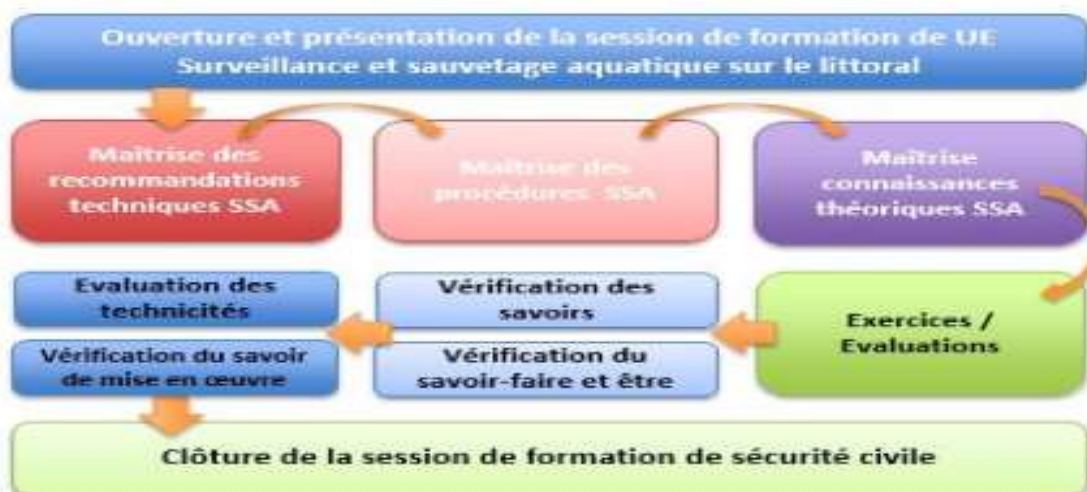 Ouverture et présentation de la session de formation de UE
Surveillance et sauvetage aquatique sur le littoral
Maîtrise des
recommandations
techniques SSA
Maîtrise des
procédures SSA
Maîtrise
connaissances
théoriques SSA
Evaluation des
technicités
Vérification des
savoirs
Exercices /
Evaluations
Vérification du savoir
de mise en œuvre
Vérification du
savoir-faire et être
Clôture de la session de formation de sécurité civile